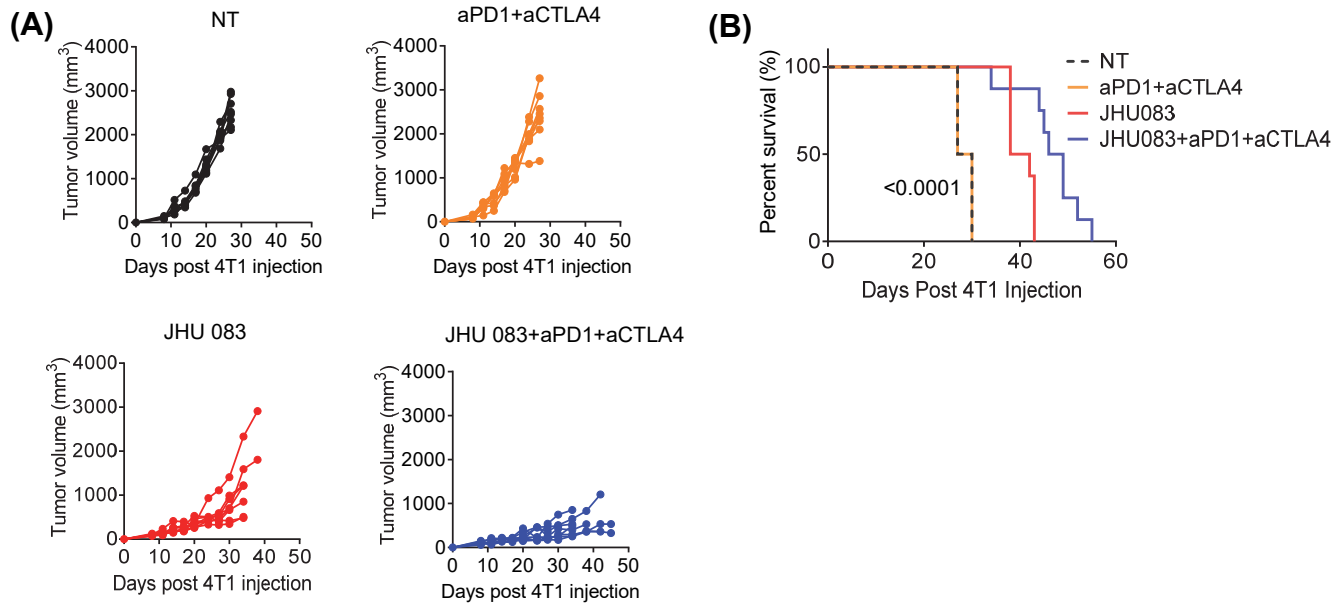 (A)
NT
Tumor volume (mm³)
4000
3000
2000
1000
0
0 10 20 30 40 50
Days post 4T1 injection
aPD1+aCTLA4
Tumor volume (mm³)
4000
3000
2000
1000
0
0 10 20 30 40 50
Days post 4T1 injection
(B)
Percent survival (%)
100
50
0
<0.0001
0 20 40 60
Days Post 4T1 Injection
NT
aPD1+aCTLA4
JHU083
JHU083+aPD1+aCTLA4
JHU 083
Tumor volume (mm³)
4000
3000
2000
1000
0
0 10 20 30 40 50
Days post 4T1 injection
JHU 083+aPD1+aCTLA4
Tumor volume (mm³)
4000
3000
2000
1000
0
0 10 20 30 40 50
Days post 4T1 injection